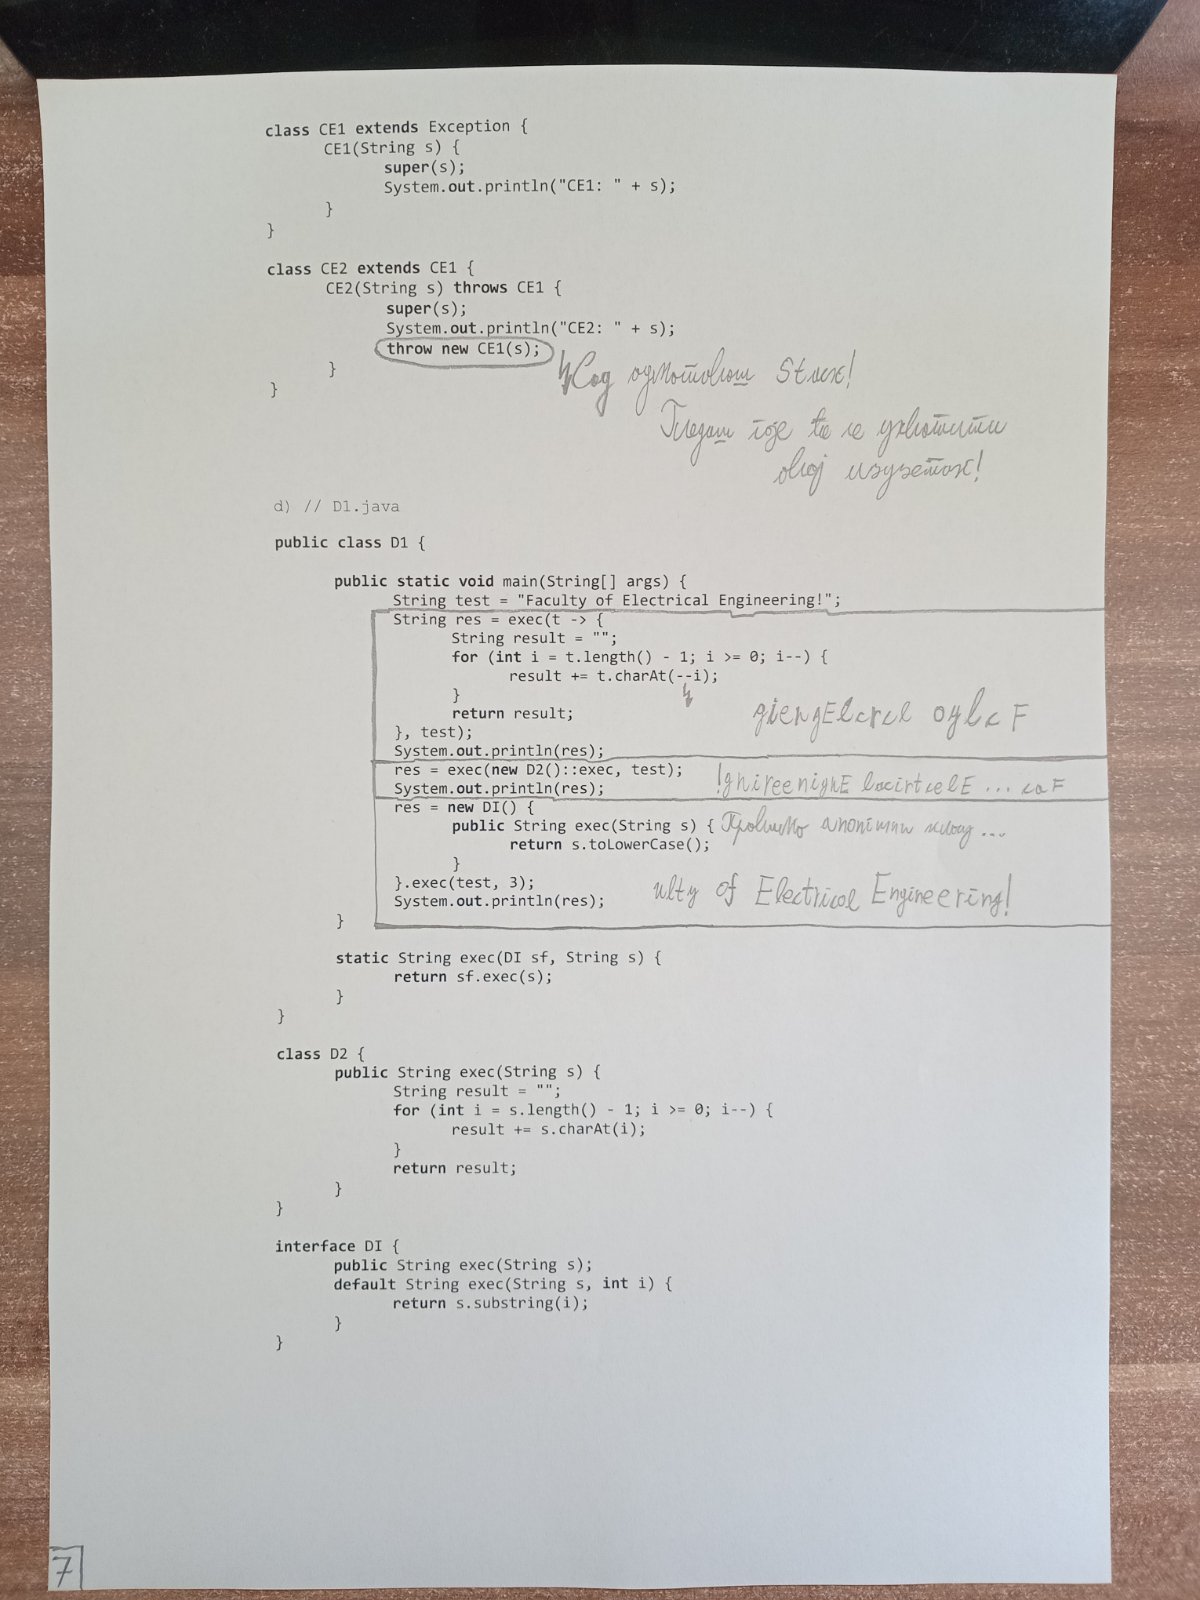 class CE1 extends Exception {
CE1(String s) {
super(s);
System.out.println("CE1: " + s);
}
}
class CE2 extends CE1 {
CE2(String s) throws CE1 {
super(s);
System.out.println("CE2: " + s);
throw new CE1(s);
}
}
Сад одмотавам Stack!
Гледам где ће се ухватити
овај изузетак!
d) // D1.java
public class D1 {
public static void main(String[] args) {
String test = "Faculty of Electrical Engineering!";
String res = exec(t -> {
String result = "";
for (int i = t.length() - 1; i >= 0; i--) {
result += t.charAt(--i);
}
return result;
}, test);
System.out.println(res);
res = exec(new D2()::exec, test);
System.out.println(res);
!gnireenignE lacirtcelE ... caF
res = new DI() {
public String exec(String s) {
return s.toLowerCase();
}
}.exec(test, 3);
System.out.println(res);
ulty of Electrical Engineering!
}
static String exec(DI sf, String s) {
return sf.exec(s);
}
}
class D2 {
public String exec(String s) {
String result = "";
for (int i = s.length() - 1; i >= 0; i--) {
result += s.charAt(i);
}
return result;
}
}
interface DI {
public String exec(String s);
default String exec(String s, int i) {
return s.substring(i);
}
}
7